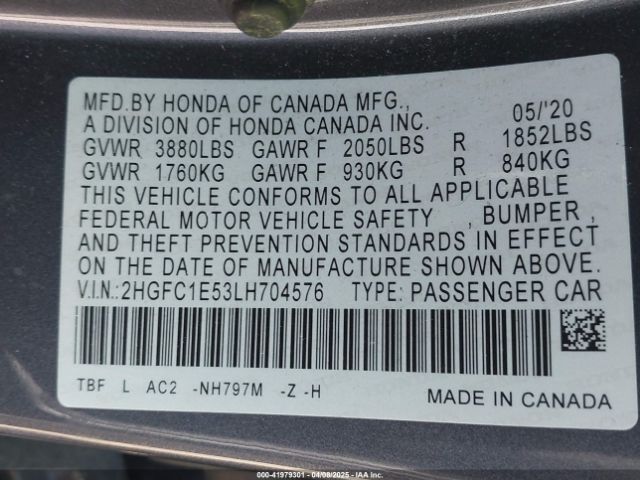 MFD.BY HONDA OF CANADA MFG., 05/'20
A DIVISION OF HONDA CANADA INC.
GVWR 3880LBS GAWR F 2050LBS R 1852LBS
GVWR 1760KG GAWR F 930KG R 840KG
THIS VEHICLE CONFORMS TO ALL APPLICABLE
FEDERAL MOTOR VEHICLE SAFETY , BUMPER ,
AND THEFT PREVENTION STANDARDS IN EFFECT
ON THE DATE OF MANUFACTURE SHOWN ABOVE.
V.I.N.:2HGFC1E53LH704576 TYPE: PASSENGER CAR
TBF L AC2 -NH797M -Z -H
MADE IN CANADA
000-41979301 - 04/08/2025 - IAA Inc.